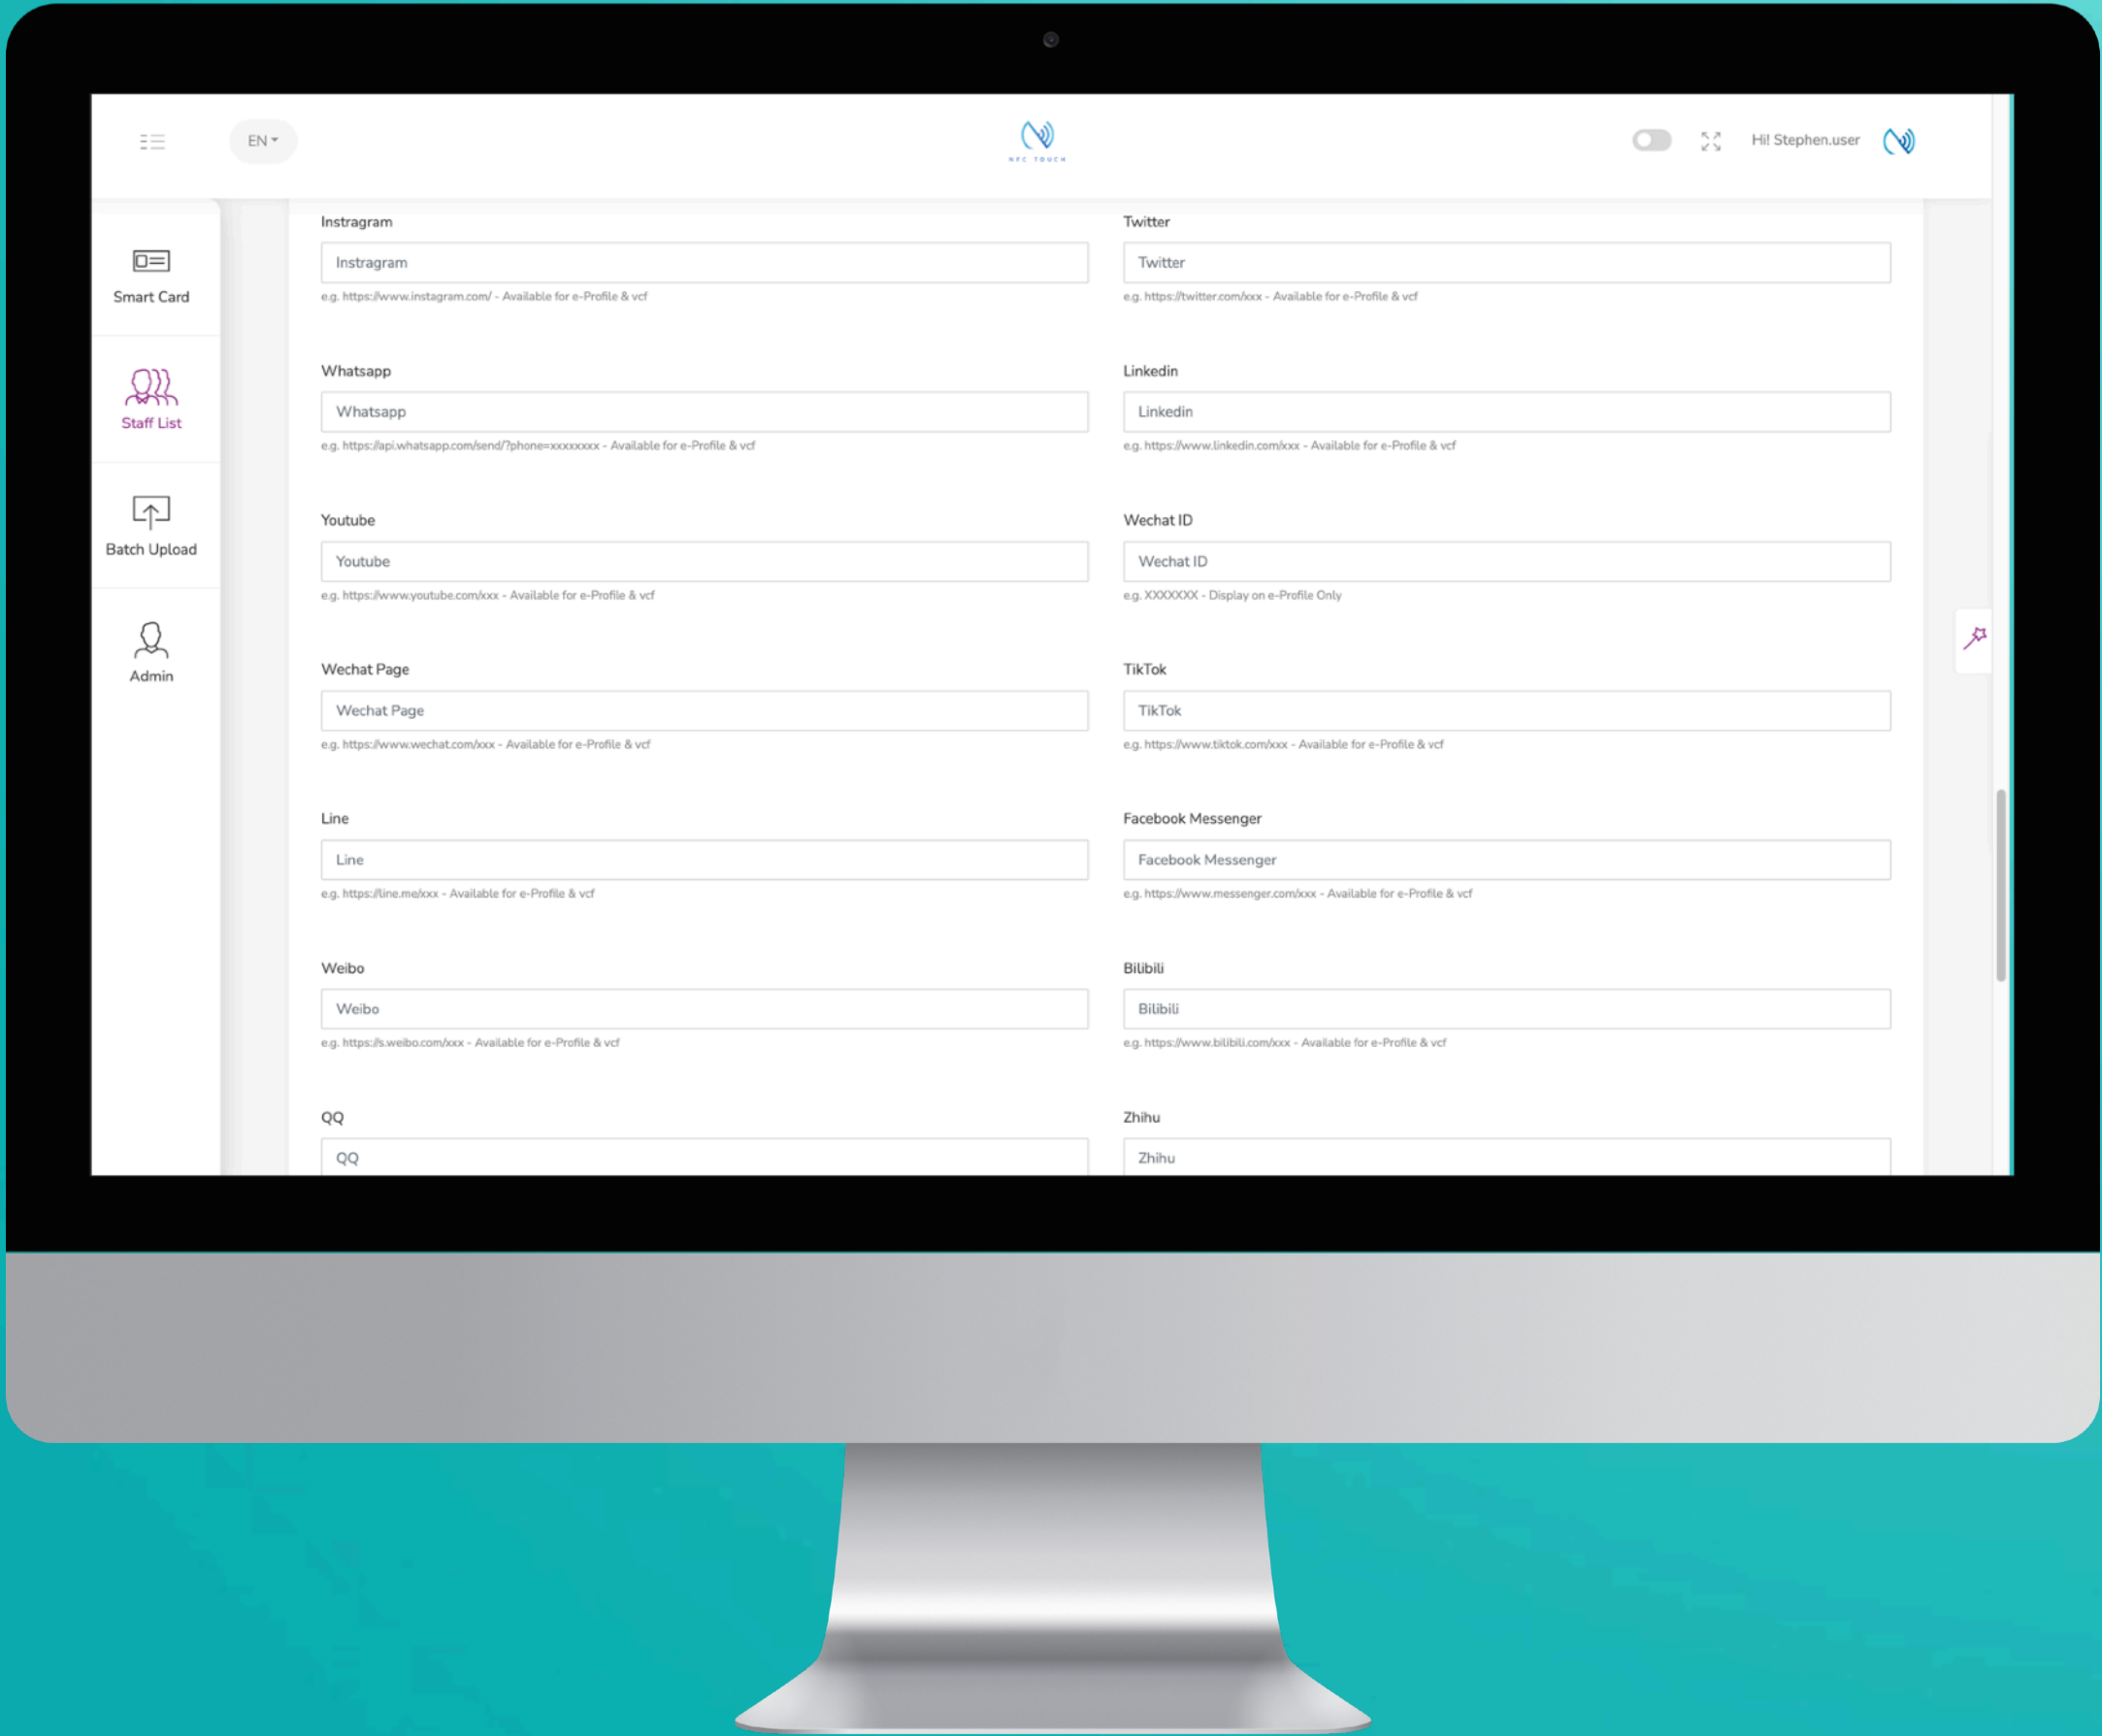 EN
NFC TOUCH
Hi! Stephen.user
Smart Card
Staff List
Batch Upload
Admin
Instragram
Instragram
e.g. https://www.instagram.com/ - Available for e-Profile & vcf
Twitter
Twitter
e.g. https://twitter.com/xxx - Available for e-Profile & vcf
Whatsapp
Whatsapp
e.g. https://api.whatsapp.com/send/?phone=xxxxxxxx - Available for e-Profile & vcf
Linkedin
Linkedin
e.g. https://www.linkedin.com/xxx - Available for e-Profile & vcf
Youtube
Youtube
e.g. https://www.youtube.com/xxx - Available for e-Profile & vcf
Wechat ID
Wechat ID
e.g. XXXXXXX - Display on e-Profile Only
Wechat Page
Wechat Page
e.g. https://www.wechat.com/xxx - Available for e-Profile & vcf
TikTok
TikTok
e.g. https://www.tiktok.com/xxx - Available for e-Profile & vcf
Line
Line
e.g. https://line.me/xxx - Available for e-Profile & vcf
Facebook Messenger
Facebook Messenger
e.g. https://www.messenger.com/xxx - Available for e-Profile & vcf
Weibo
Weibo
e.g. https://s.weibo.com/xxx - Available for e-Profile & vcf
Bilibili
Bilibili
e.g. https://www.bilibili.com/xxx - Available for e-Profile & vcf
QQ
QQ
Zhihu
Zhihu